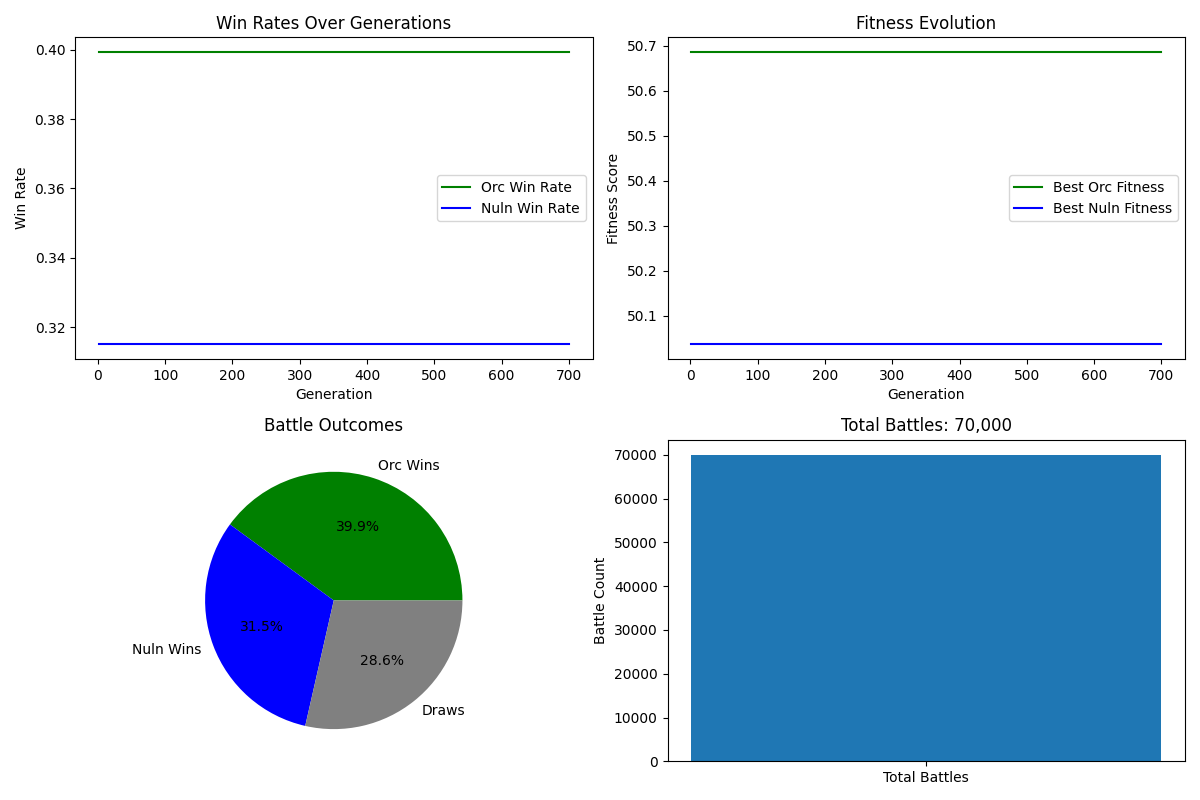 Win Rates Over Generations
0.40
0.38
0.36
0.34
0.32
Win Rate
Orc Win Rate
Nuln Win Rate
0 100 200 300 400 500 600 700
Generation
Fitness Evolution
50.7
50.6
50.5
50.4
50.3
50.2
50.1
Fitness Score
Best Orc Fitness
Best Nuln Fitness
0 100 200 300 400 500 600 700
Generation
Battle Outcomes
Orc Wins
39.9%
31.5%
Nuln Wins
28.6%
Draws
Total Battles: 70,000
70000
60000
50000
40000
30000
20000
10000
0
Battle Count
Total Battles